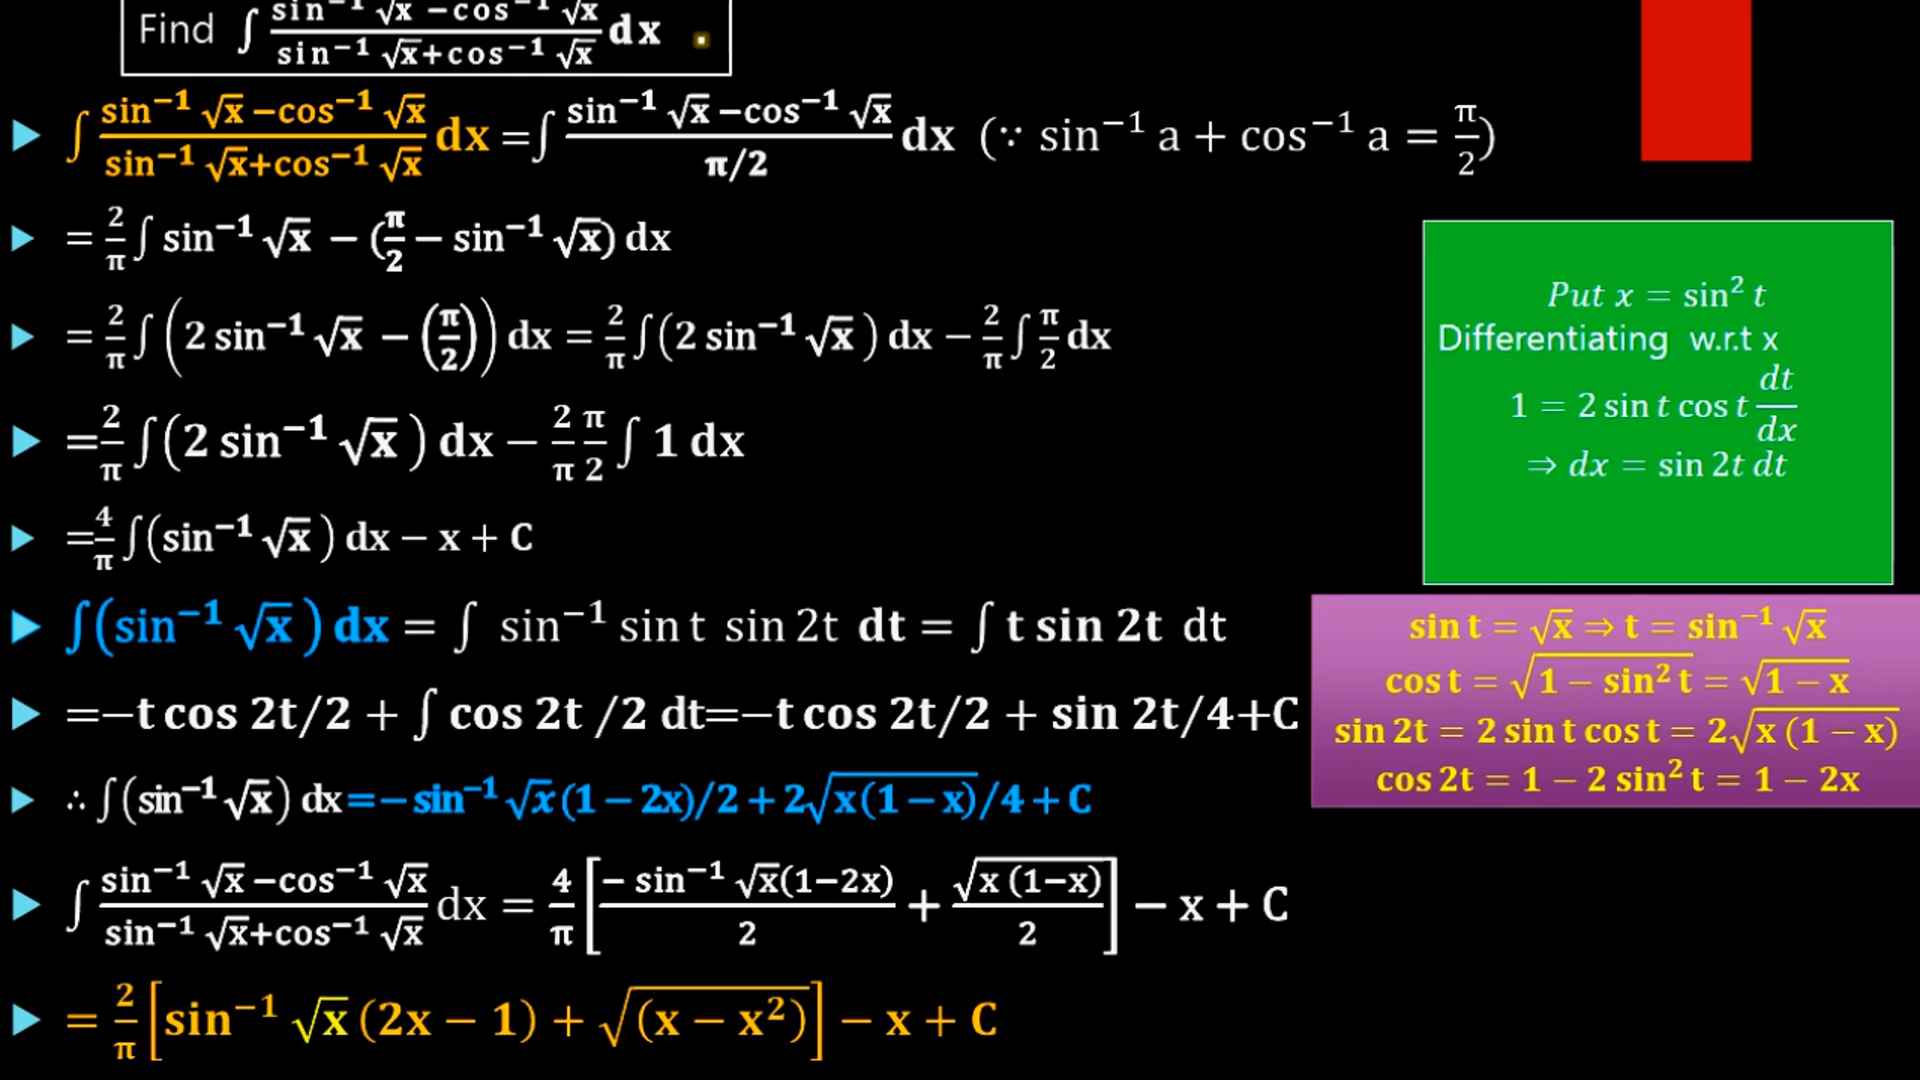 Find ∫ (sin⁻¹ √x − cos⁻¹ √x)/(sin⁻¹ √x+cos⁻¹ √x) dx
∫ (sin⁻¹ √x − cos⁻¹ √x)/(sin⁻¹ √x+cos⁻¹ √x) dx = ∫ (sin⁻¹ √x − cos⁻¹ √x)/(π/2) dx (∵ sin⁻¹ a + cos⁻¹ a = π/2)
= 2/π ∫ sin⁻¹ √x − (π/2 − sin⁻¹ √x) dx
= 2/π ∫ (2 sin⁻¹ √x − (π/2)) dx = 2/π ∫(2 sin⁻¹ √x ) dx − 2/π ∫ π/2 dx
= 2/π ∫(2 sin⁻¹ √x ) dx − 2/π π/2 ∫ 1 dx
= 4/π ∫(sin⁻¹ √x ) dx − x + C
∫(sin⁻¹ √x ) dx = ∫ sin⁻¹ sin t sin 2t dt = ∫ t sin 2t dt
=−t cos 2t/2 + ∫ cos 2t /2 dt=−t cos 2t/2 + sin 2t/4+C
∴ ∫(sin⁻¹ √x ) dx=−sin⁻¹ √x (1 − 2x)/2 + 2√(x(1 − x))/4 + C
∫ (sin⁻¹ √x − cos⁻¹ √x)/(sin⁻¹ √x+cos⁻¹ √x) dx = 4/π [(− sin⁻¹ √x(1−2x))/2 + √(x (1−x))/2] − x + C
= 2/π [sin⁻¹ √x (2x − 1) + √((x − x²))] − x + C
Put x = sin² t
Differentiating w.r.t x
1 = 2 sin t cos t dt/dx
⇒ dx = sin 2t dt
sin t = √x ⇒ t = sin⁻¹ √x
cos t = √(1 − sin² t) = √(1 − x)
sin 2t = 2 sin t cos t = 2√(x (1 − x))
cos 2t = 1 − 2 sin² t = 1 − 2x